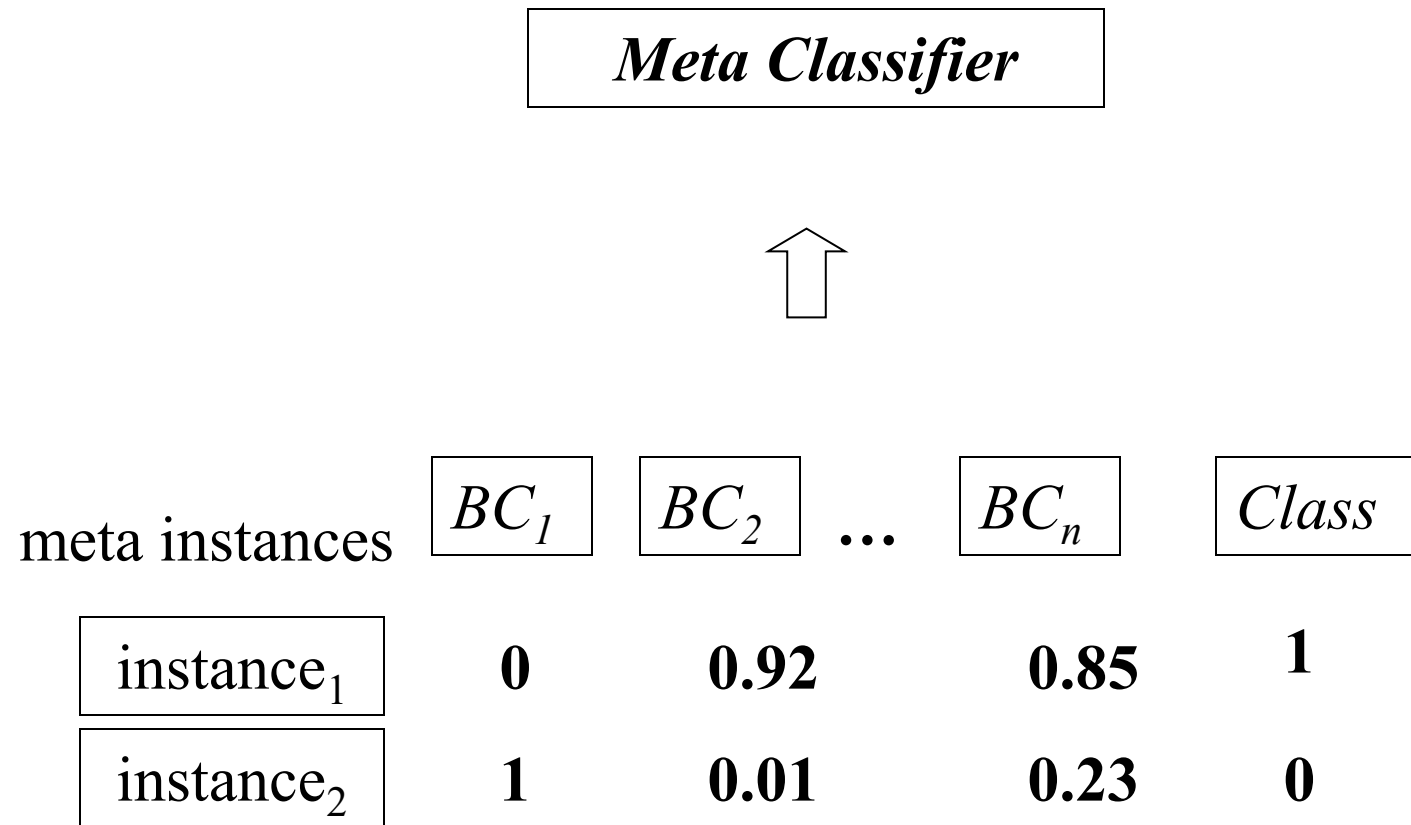 Meta Classifier
meta instances BC₁ BC₂ ... BCₙ Class
instance₁ 0 0.92 0.85 1
instance₂ 1 0.01 0.23 0